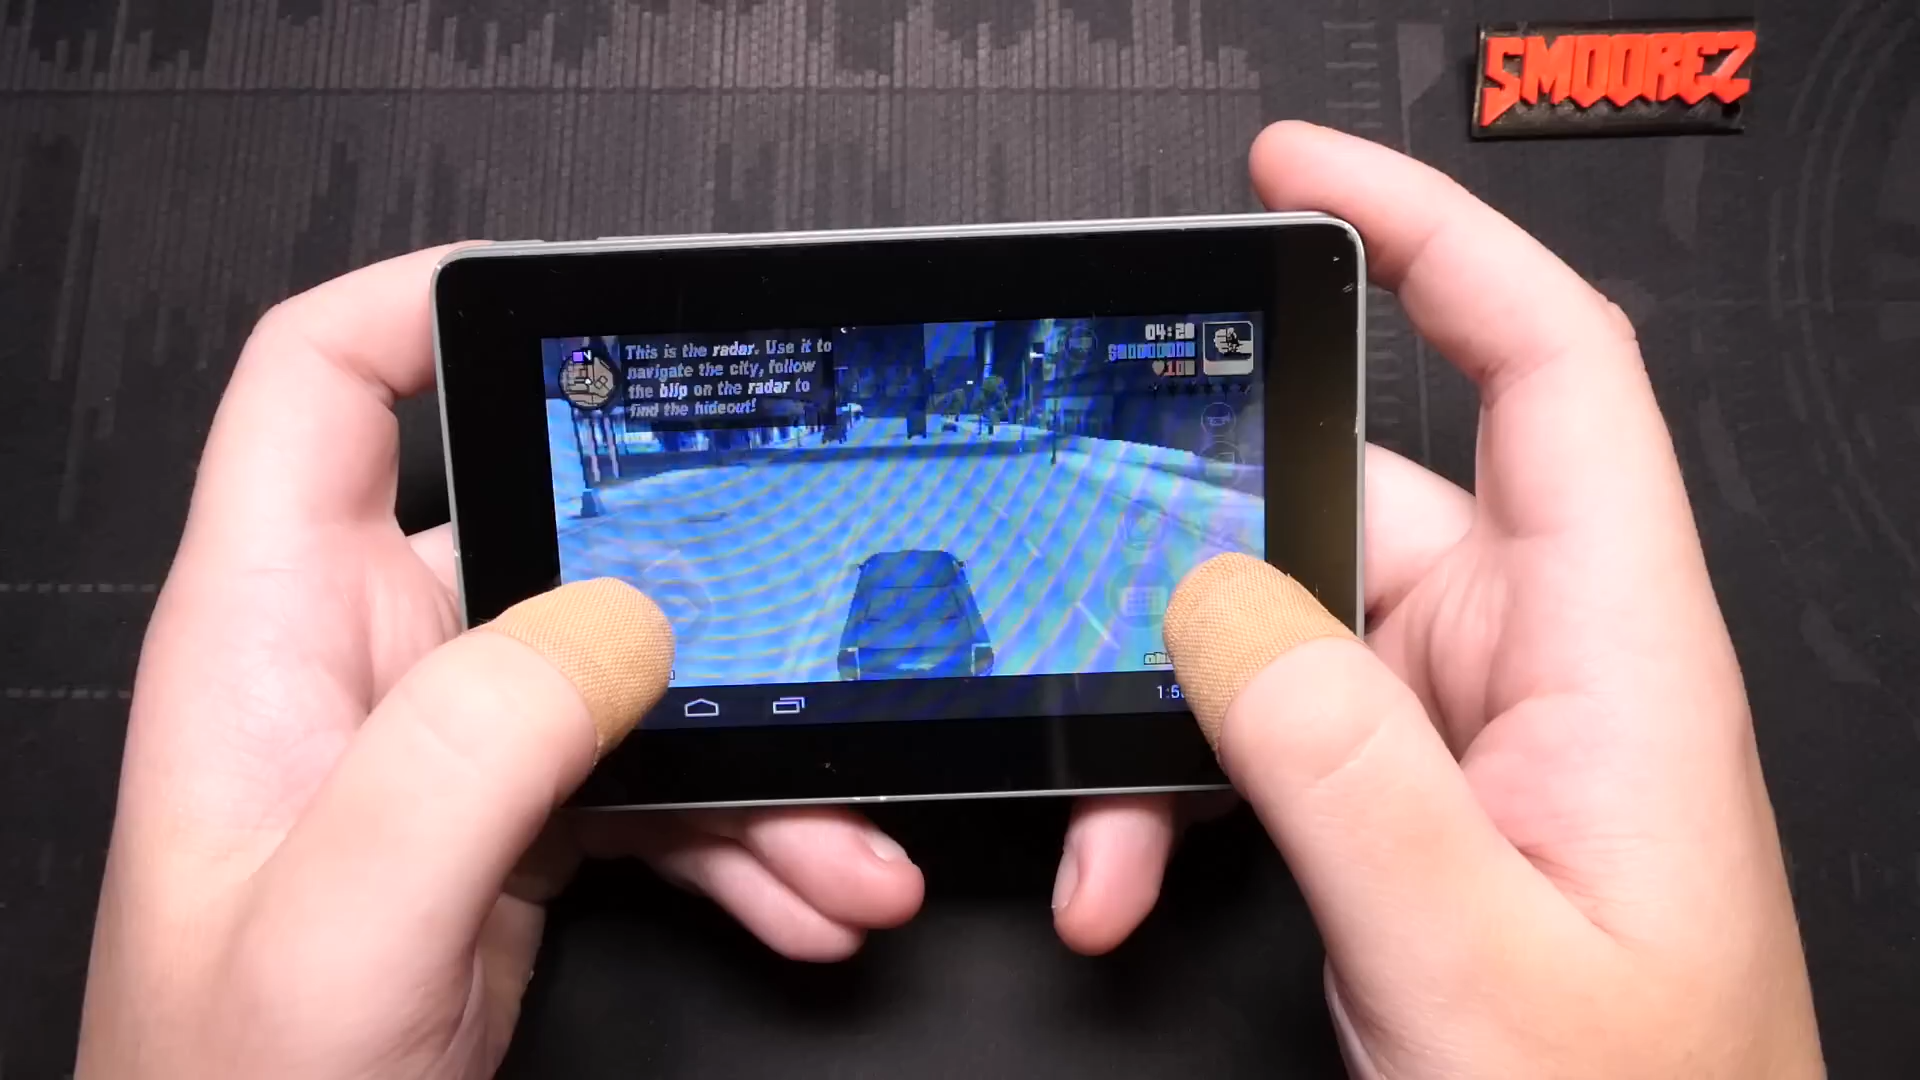 SMOOREZ
N
This is the radar. Use it to
navigate the city, follow
the blip on the radar to
find the hideout!
04:20
$00000000